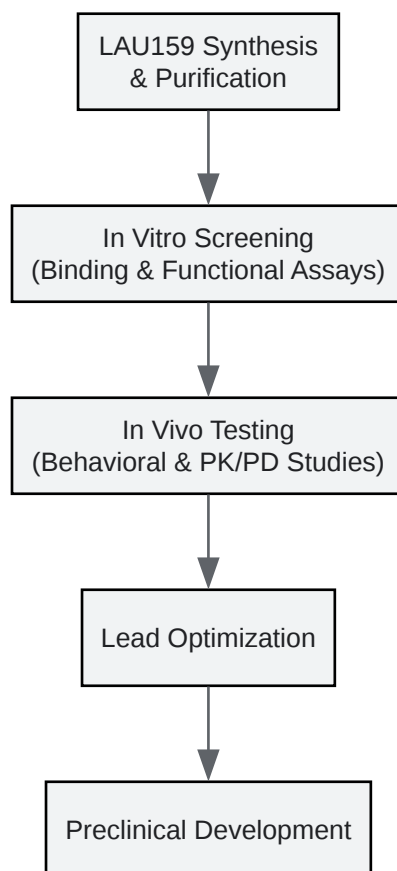 LAU159 Synthesis
& Purification
In Vitro Screening
(Binding & Functional Assays)
In Vivo Testing
(Behavioral & PK/PD Studies)
Lead Optimization
Preclinical Development